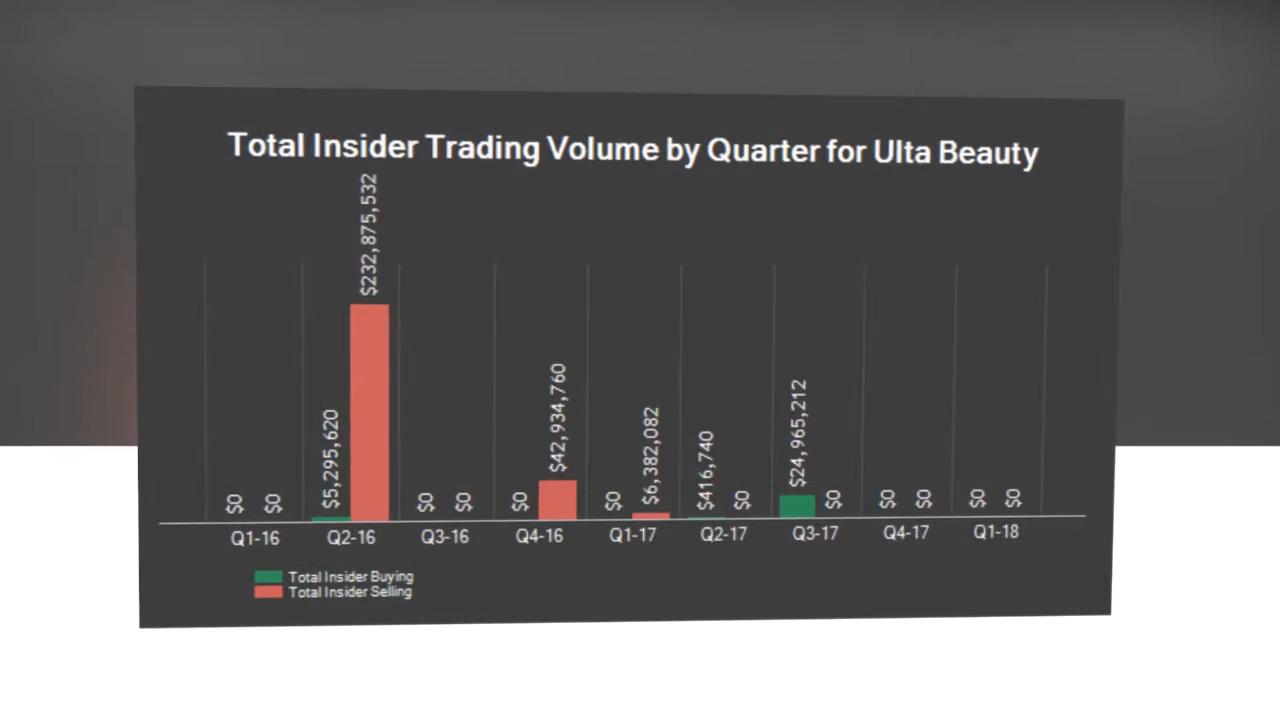 Total Insider Trading Volume by Quarter for Ulta Beauty
$0 $0 $5,295,620 $232,875,532 $0 $0 $0 $42,934,760 $0 $6,382,082 $416,740 $0 $24,965,212 $0 $0 $0 $0 $0
Q1-16 Q2-16 Q3-16 Q4-16 Q1-17 Q2-17 Q3-17 Q4-17 Q1-18
Total Insider Buying
Total Insider Selling